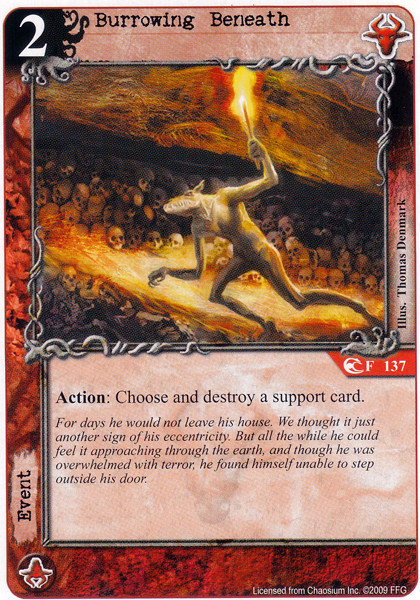 2
Burrowing Beneath
Illus. Thomas Denmark
F 137
Action: Choose and destroy a support card.
For days he would not leave his house. We thought it just
another sign of his eccentricity. But all the while he could
feel it approaching through the earth, and though he was
overwhelmed with terror, he found himself unable to step
outside his door.
Event
Licensed from Chaosium Inc. ©2009 FFG